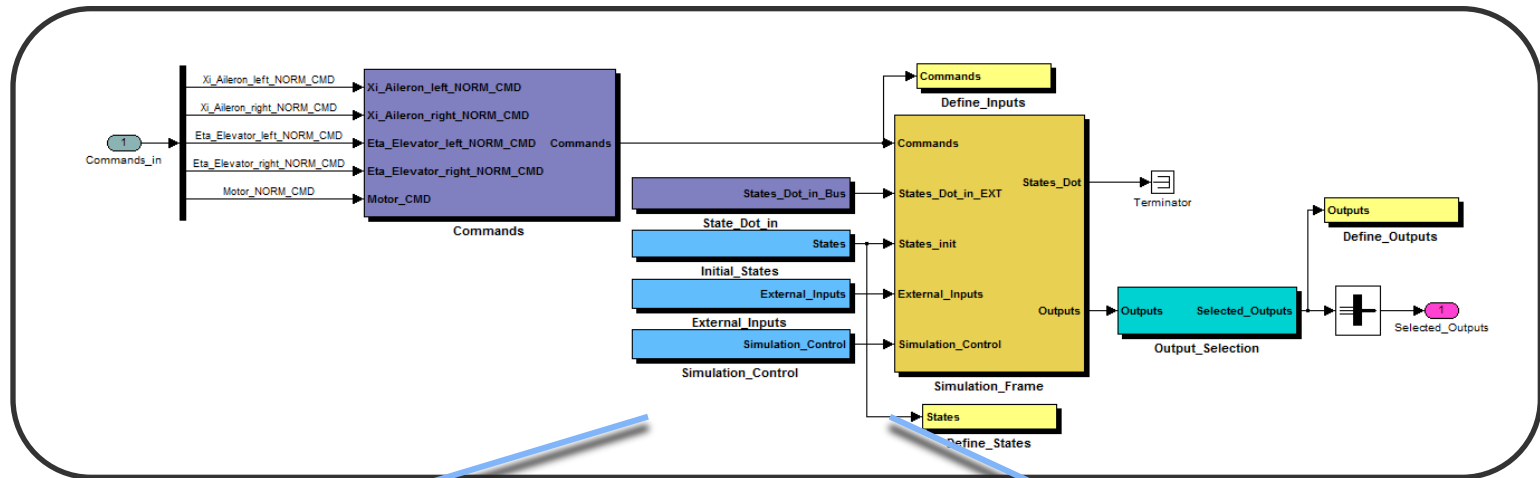 Xi_Aileron_left_NORM_CMD
Xi_Aileron_right_NORM_CMD
Eta_Elevator_left_NORM_CMD
Eta_Elevator_right_NORM_CMD
Motor_NORM_CMD
1
Commands_in
Xi_Aileron_left_NORM_CMD
Xi_Aileron_right_NORM_CMD
Eta_Elevator_left_NORM_CMD
Commands
Eta_Elevator_right_NORM_CMD
Motor_CMD
Commands
Commands
Define_Inputs
States_Dot_in_Bus
State_Dot_in
States
Initial_States
External_Inputs
External_Inputs
Simulation_Control
Simulation_Control
Commands
States_Dot
States_Dot_in_EXT
States_init
External_Inputs
Outputs
Simulation_Control
Simulation_Frame
States
Define_States
Terminator
Outputs
Define_Outputs
Outputs
Selected_Outputs
Output_Selection
1
Selected_Outputs